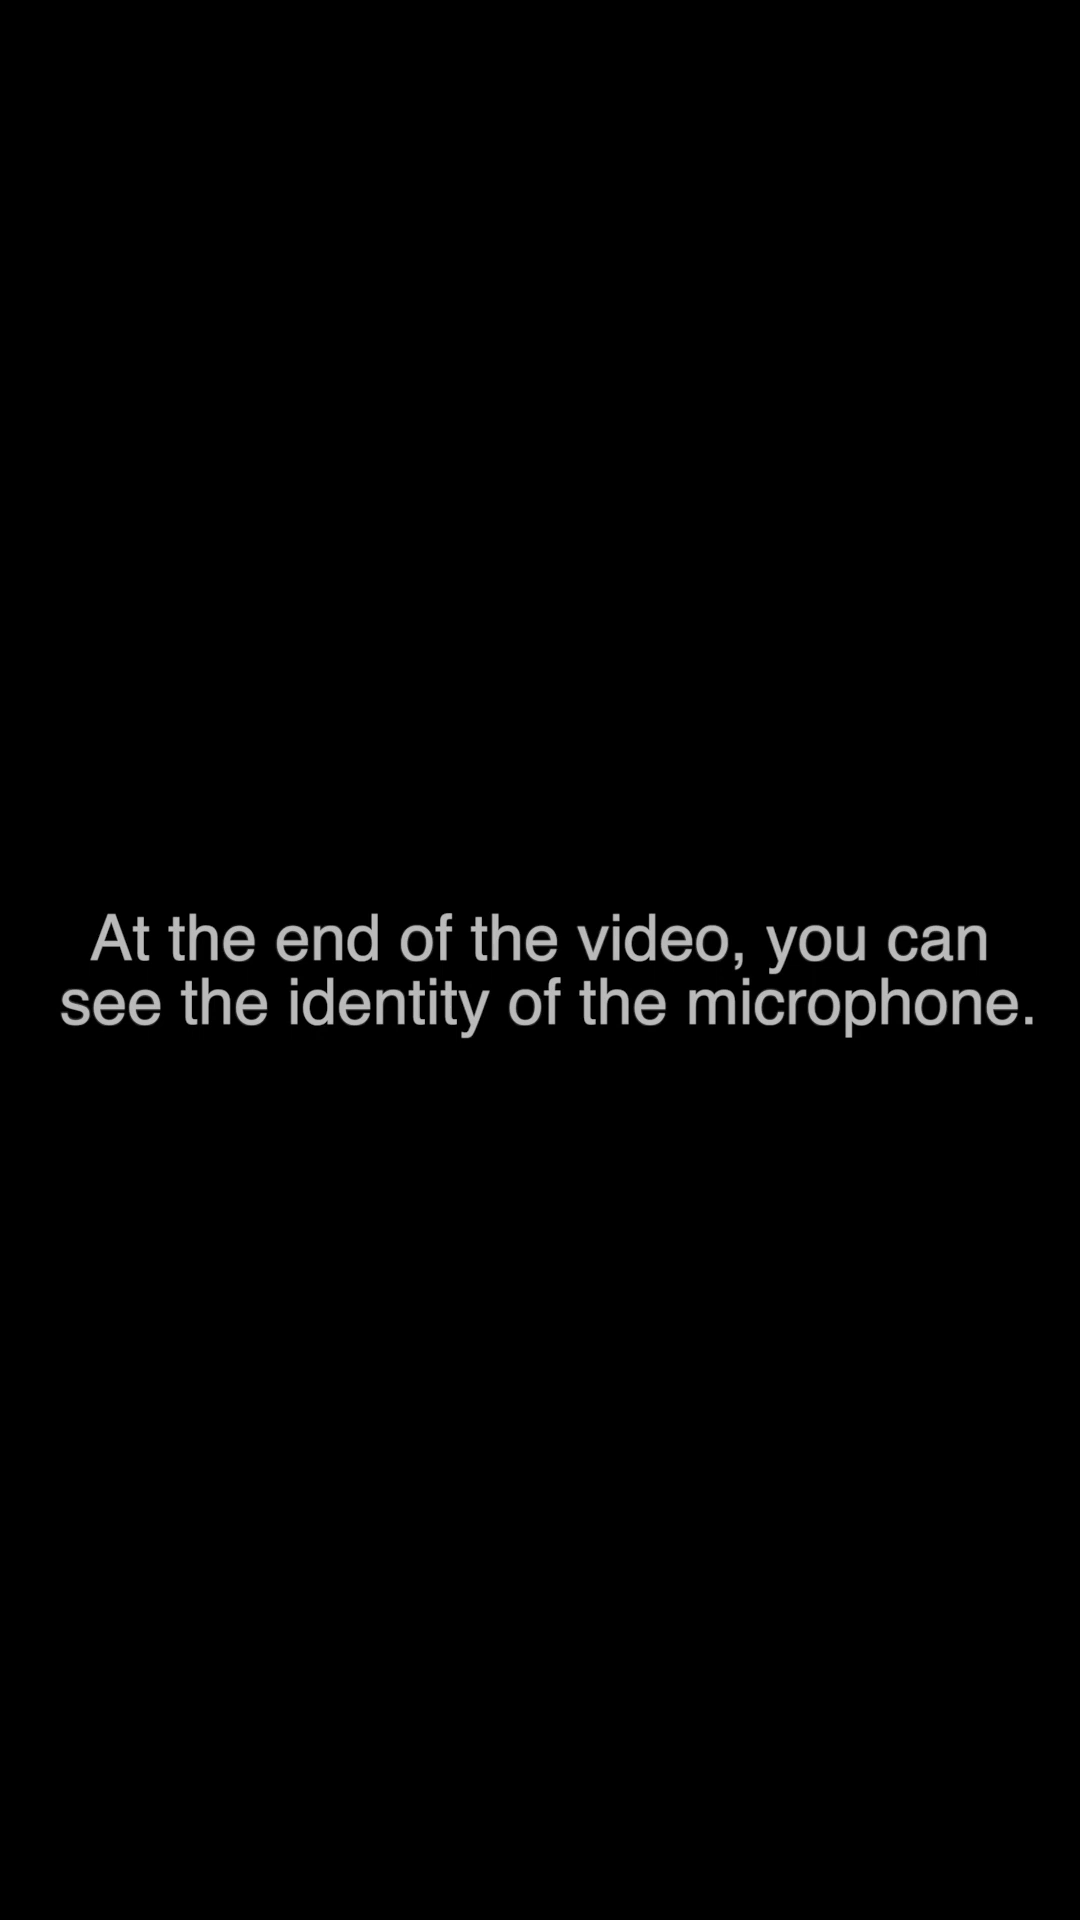 At the end of the video, you can
see the identity of the microphone.